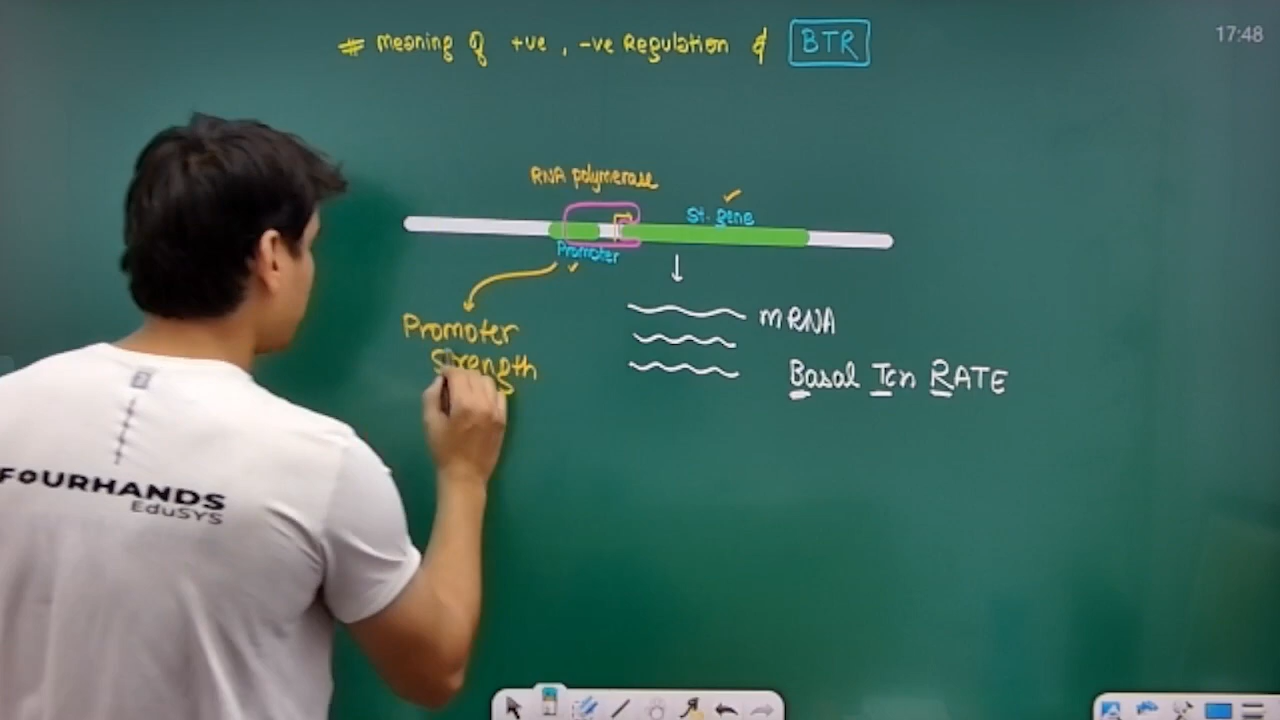 # Meaning of +ve, -ve Regulation & BTR
17:48
RNA polymerase
St. gene
Promoter
Promoter
Strength
mRNA
Basal Tcn RATE
FOURHANDS
EduSYS